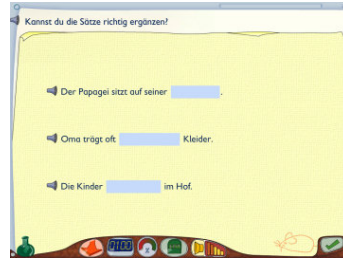 Kannst du die Sätze richtig ergänzen?
Der Papagei sitzt auf seiner .
Oma trägt oft Kleider.
Die Kinder im Hof.